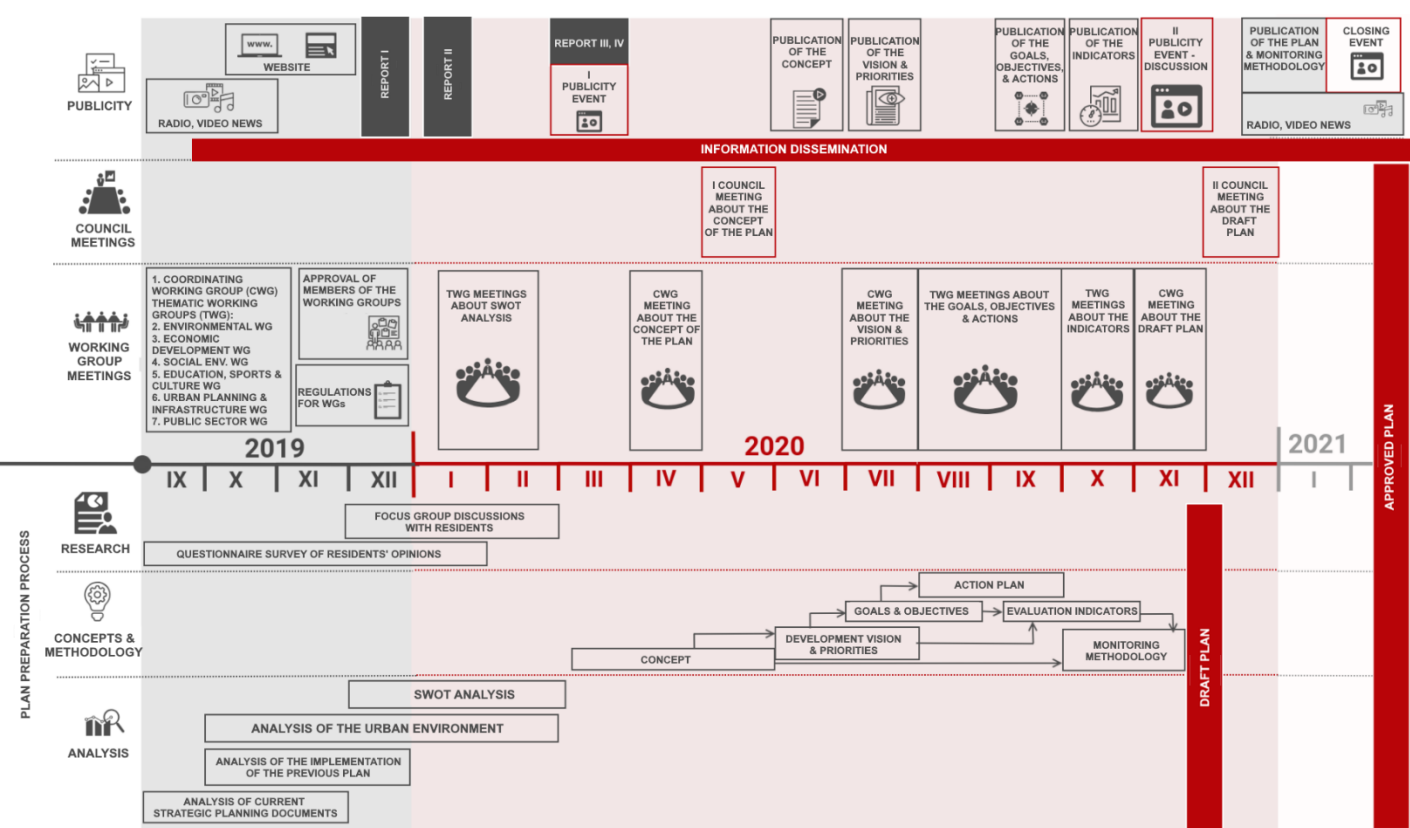 PUBLICITY
www.
WEBSITE
RADIO, VIDEO NEWS
REPORT I
REPORT II
REPORT III, IV
I
PUBLICITY
EVENT
PUBLICATION
OF THE
CONCEPT
PUBLICATION
OF THE
VISION &
PRIORITIES
PUBLICATION
OF THE
GOALS,
OBJECTIVES,
& ACTIONS
PUBLICATION
OF THE
INDICATORS
II
PUBLICITY
EVENT -
DISCUSSION
PUBLICATION
OF THE PLAN
& MONITORING
METHODOLOGY
CLOSING
EVENT
RADIO, VIDEO NEWS
INFORMATION DISSEMINATION
COUNCIL
MEETINGS
I COUNCIL
MEETING
ABOUT THE
CONCEPT
OF THE PLAN
II COUNCIL
MEETING
ABOUT THE
DRAFT
PLAN
WORKING
GROUP
MEETINGS
1. COORDINATING
WORKING GROUP (CWG)
THEMATIC WORKING
GROUPS (TWG):
2. ENVIRONMENTAL WG
3. ECONOMIC
DEVELOPMENT WG
4. SOCIAL ENV. WG
5. EDUCATION, SPORTS &
CULTURE WG
6. URBAN PLANNING &
INFRASTRUCTURE WG
7. PUBLIC SECTOR WG
APPROVAL OF
MEMBERS OF THE
WORKING GROUPS
REGULATIONS
FOR WGs
TWG MEETINGS
ABOUT SWOT
ANALYSIS
CWG
MEETING
ABOUT THE
CONCEPT OF
THE PLAN
CWG
MEETING
ABOUT THE
VISION &
PRIORITIES
TWG MEETINGS ABOUT
THE GOALS, OBJECTIVES
& ACTIONS
TWG
MEETINGS
ABOUT THE
INDICATORS
CWG
MEETING
ABOUT THE
DRAFT PLAN
2019
2020
2021
IX
X
XI
XII
I
II
III
IV
V
VI
VII
VIII
IX
X
XI
XII
I
APPROVED PLAN
PLAN PREPARATION PROCESS
RESEARCH
FOCUS GROUP DISCUSSIONS
WITH RESIDENTS
QUESTIONNAIRE SURVEY OF RESIDENTS' OPINIONS
CONCEPTS &
METHODOLOGY
ACTION PLAN
GOALS & OBJECTIVES
EVALUATION INDICATORS
DEVELOPMENT VISION
& PRIORITIES
MONITORING
METHODOLOGY
CONCEPT
DRAFT PLAN
ANALYSIS
SWOT ANALYSIS
ANALYSIS OF THE URBAN ENVIRONMENT
ANALYSIS OF THE IMPLEMENTATION
OF THE PREVIOUS PLAN
ANALYSIS OF CURRENT
STRATEGIC PLANNING DOCUMENTS